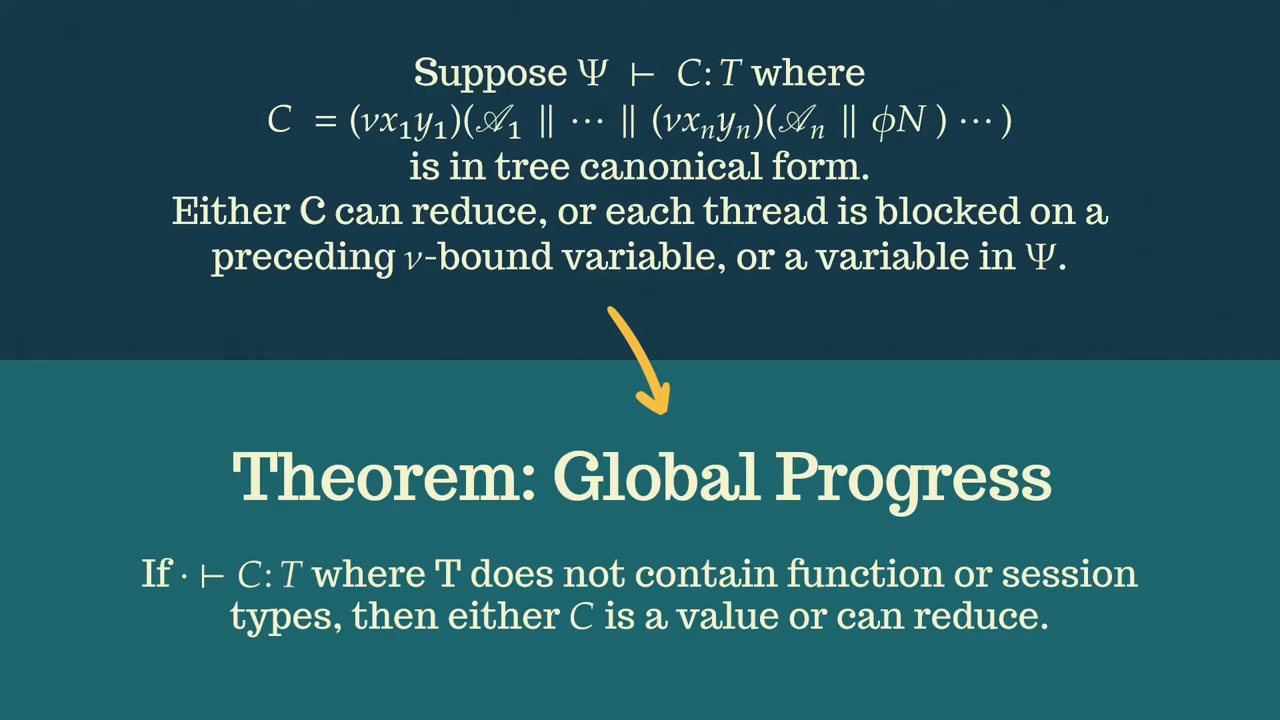 Suppose Ψ ⊢ C: T where
C = (νx₁y₁)(𝒜₁ ∥ ⋯ ∥ (νxₙyₙ)(𝒜ₙ ∥ ϕN ) ⋯ )
is in tree canonical form.
Either C can reduce, or each thread is blocked on a
preceding ν-bound variable, or a variable in Ψ.
Theorem: Global Progress
If · ⊢ C: T where T does not contain function or session
types, then either C is a value or can reduce.